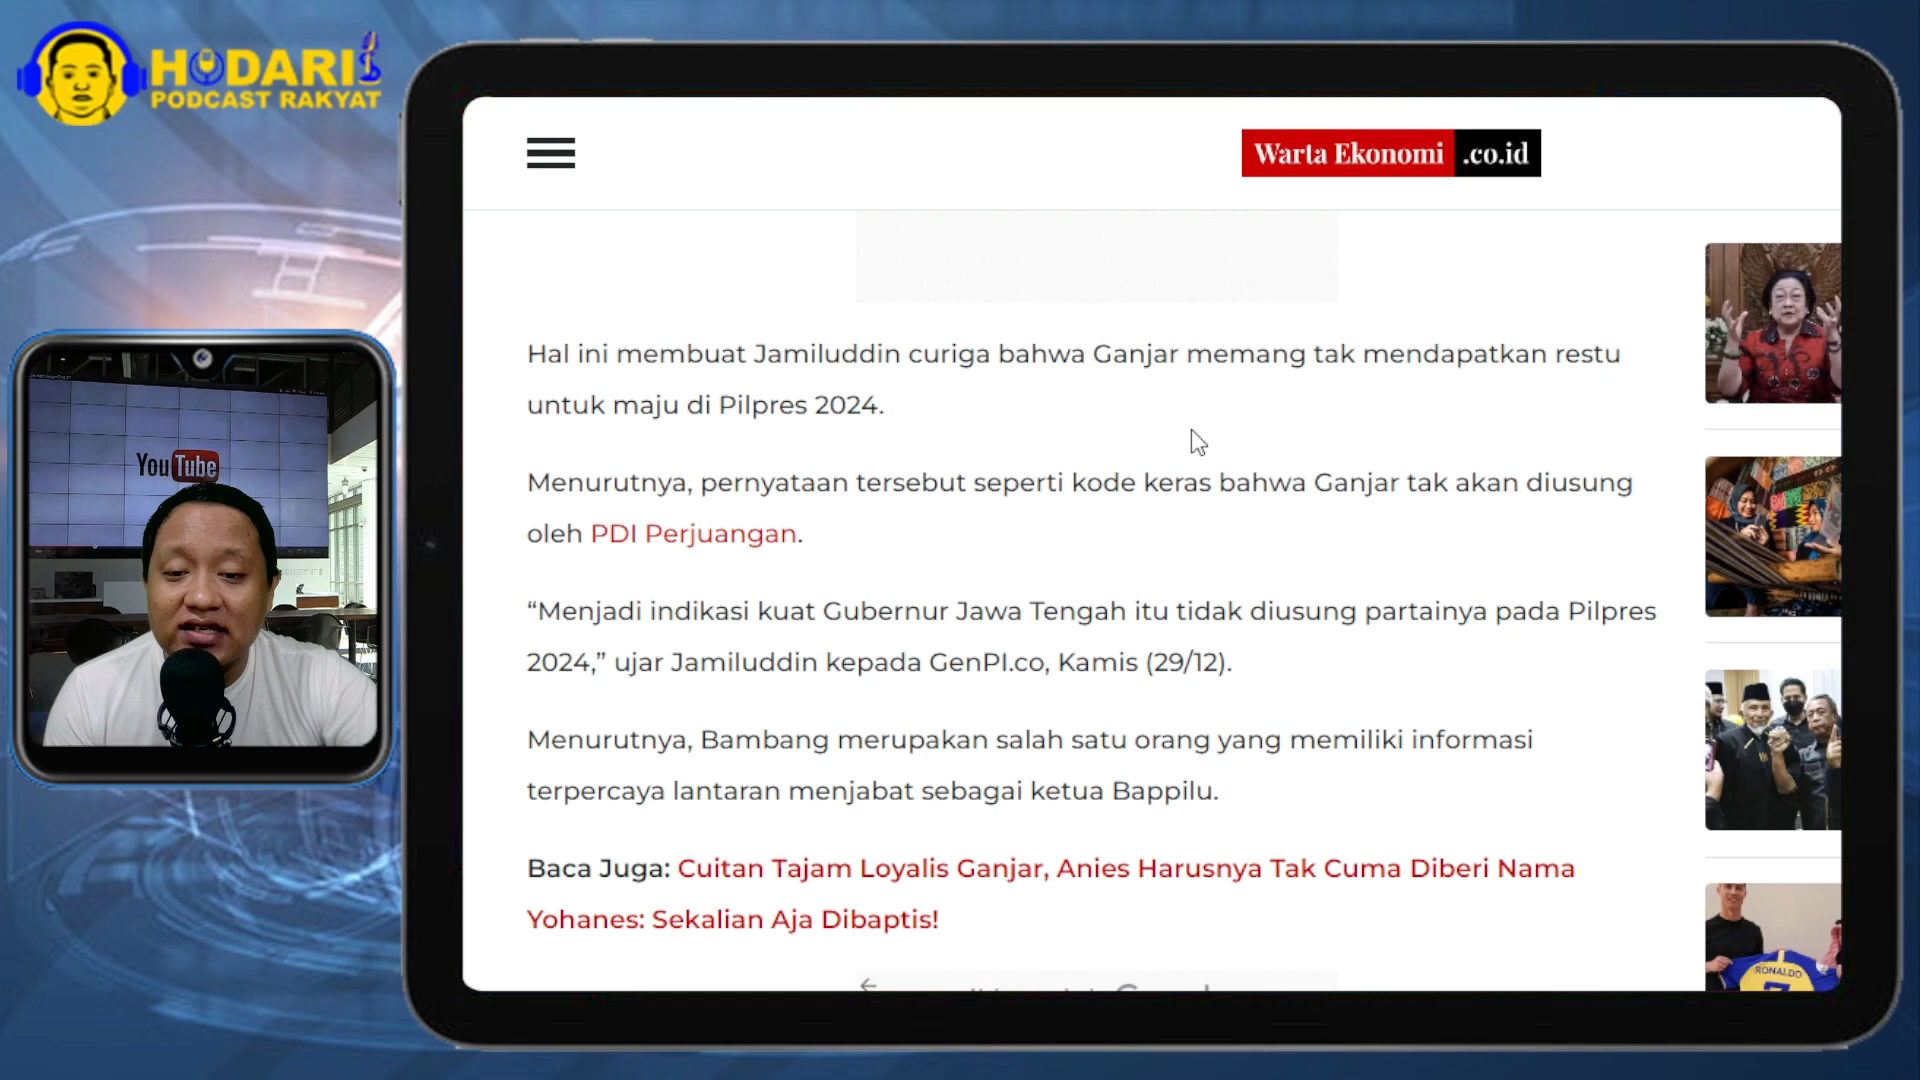 HODARI
PODCAST RAKYAT
Warta Ekonomi .co.id
Hal ini membuat Jamiluddin curiga bahwa Ganjar memang tak mendapatkan restu
untuk maju di Pilpres 2024.
Menurutnya, pernyataan tersebut seperti kode keras bahwa Ganjar tak akan diusung
oleh PDI Perjuangan.
“Menjadi indikasi kuat Gubernur Jawa Tengah itu tidak diusung partainya pada Pilpres
2024,” ujar Jamiluddin kepada GenPI.co, Kamis (29/12).
Menurutnya, Bambang merupakan salah satu orang yang memiliki informasi
terpercaya lantaran menjabat sebagai ketua Bappilu.
Baca Juga: Cuitan Tajam Loyalis Ganjar, Anies Harusnya Tak Cuma Diberi Nama
Yohanes: Sekalian Aja Dibaptis!
YouTube
RONALDO
7